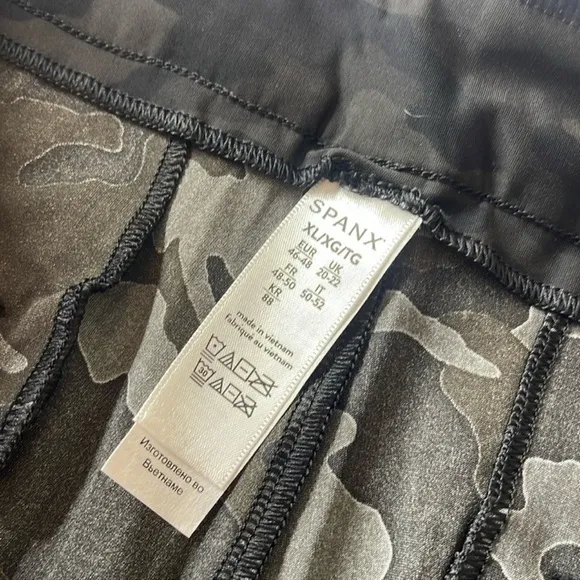 SPANX
XL/XG/TG
EUR UK
46-48 20-22
FR IT
48-50 50-52
KR
88
made in vietnam
fabriqué au vietnam
30
Изготовлено во
Вьетнаме